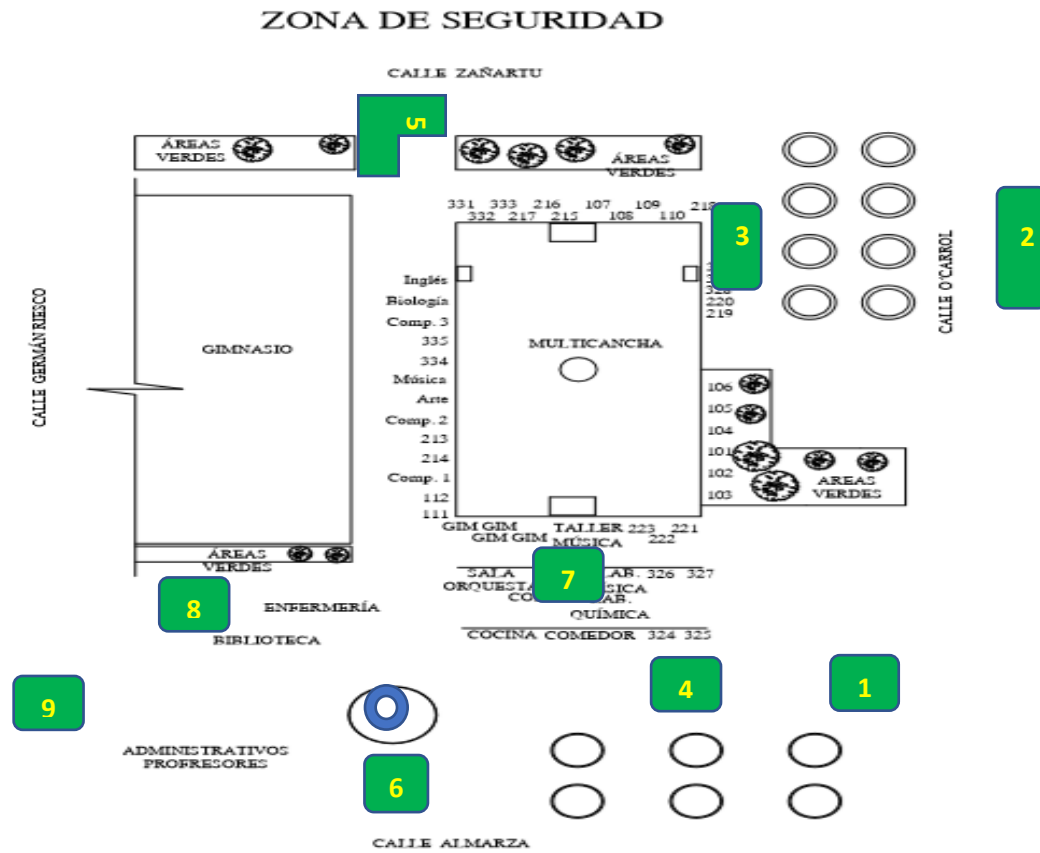 ZONA DE SEGURIDAD
CALLE ZAÑARTU
5
ÁREAS
VERDES
ÁREAS
VERDES
331 333 216 107 109 218
332 217 215 108 110
3
2
CALLE O'CARROL
220
219
CALLE GERMÁN RIESCO
GIMNASIO
Inglés
Biología
Comp. 3
335
334
Música
Arte
Comp. 2
213
214
Comp. 1
112
111
MULTICANCHA
106
105
104
101
102
103
AREAS
VERDES
GIM GIM TALLER 223 221
GIM GIM MÚSICA 222
ÁREAS
VERDES
7
SALA LAB. 326 327
ORQUESTA
QUÍMICA
COCINA COMEDOR 324 325
8
ENFERMERÍA
BIBLIOTECA
9
4
1
ADMINISTRATIVOS
PROFRESORES
6
CALLE ALMARZA